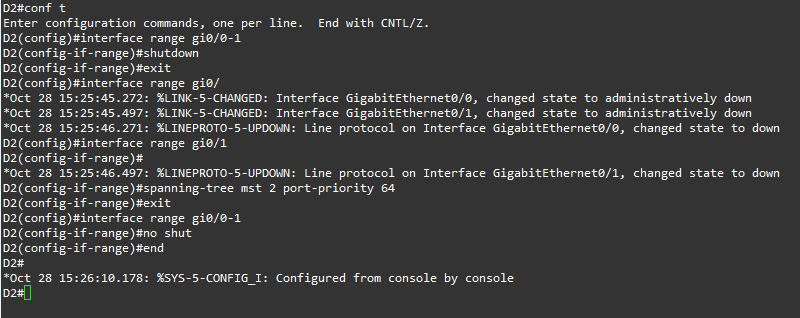 D2#conf t
Enter configuration commands, one per line.  End with CNTL/Z.
D2(config)#interface range gi0/0-1
D2(config-if-range)#shutdown
D2(config-if-range)#exit
D2(config)#interface range gi0/
*Oct 28 15:25:45.272: %LINK-5-CHANGED: Interface GigabitEthernet0/0, changed state to administratively down
*Oct 28 15:25:45.497: %LINK-5-CHANGED: Interface GigabitEthernet0/1, changed state to administratively down
*Oct 28 15:25:46.271: %LINEPROTO-5-UPDOWN: Line protocol on Interface GigabitEthernet0/0, changed state to down
D2(config)#interface range gi0/1
D2(config-if-range)#
*Oct 28 15:25:46.497: %LINEPROTO-5-UPDOWN: Line protocol on Interface GigabitEthernet0/1, changed state to down
D2(config-if-range)#spanning-tree mst 2 port-priority 64
D2(config-if-range)#exit
D2(config)#interface range gi0/0-1
D2(config-if-range)#no shut
D2(config-if-range)#end
D2#
*Oct 28 15:26:10.178: %SYS-5-CONFIG_I: Configured from console by console
D2#